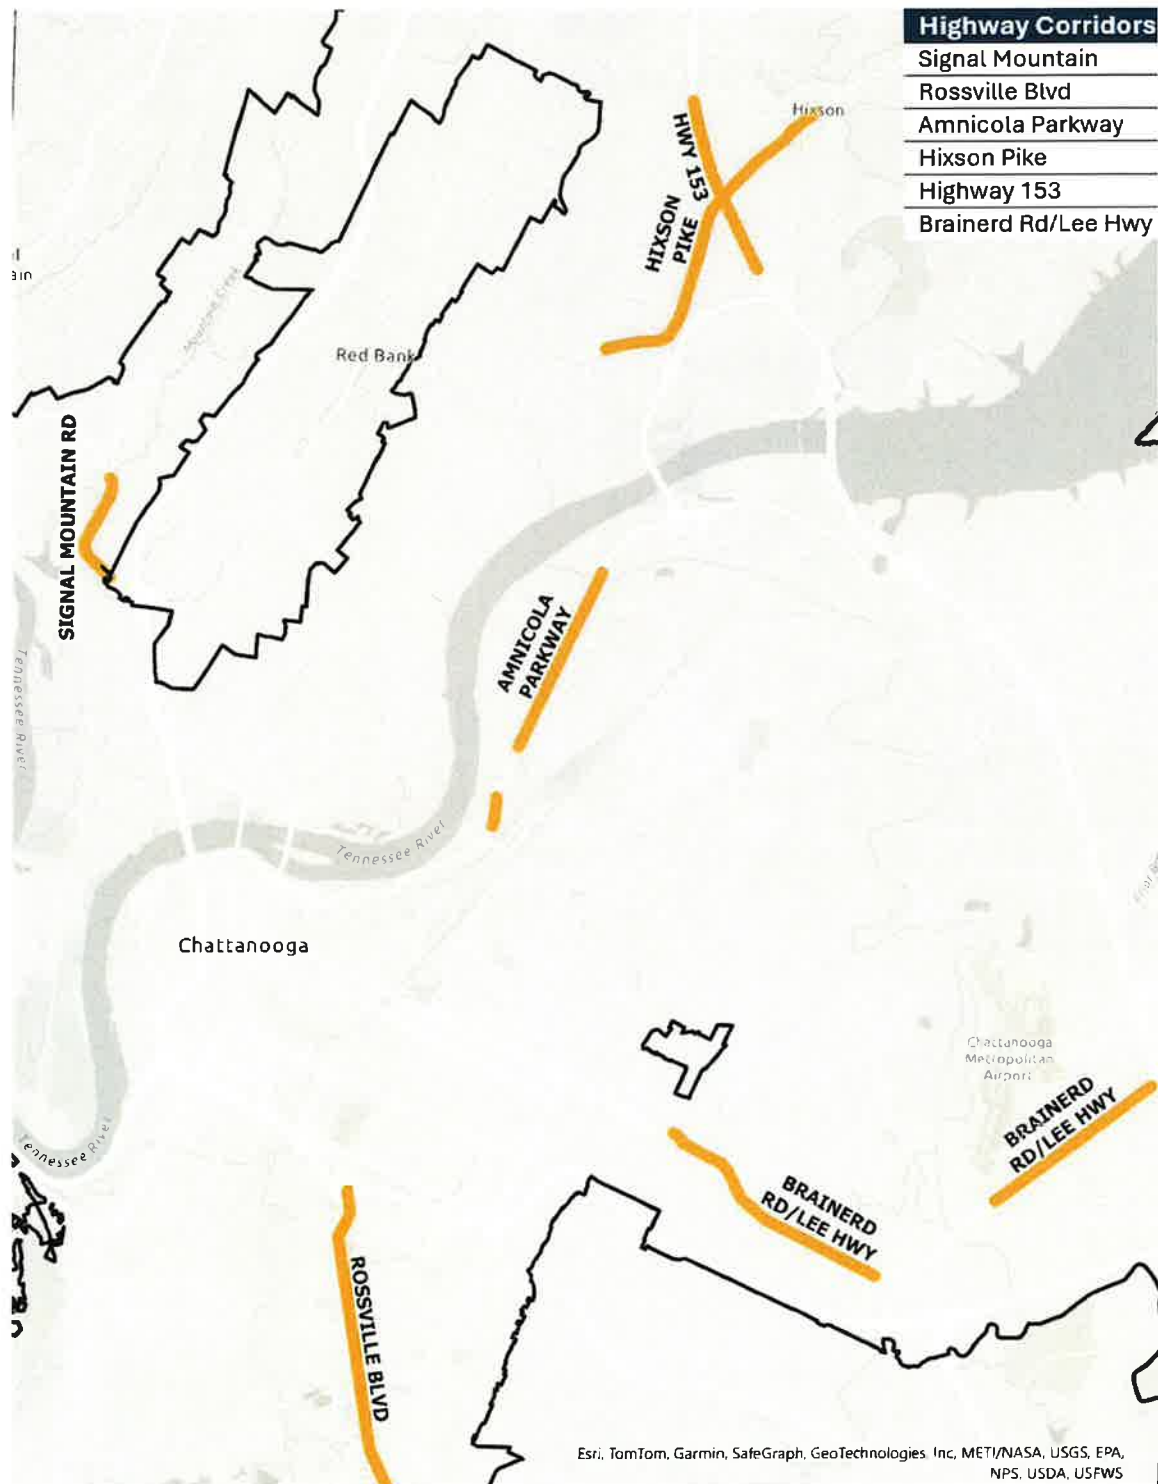 Highway Corridors
Signal Mountain
Rossville Blvd
Amnicola Parkway
Hixson Pike
Highway 153
Brainerd Rd/Lee Hwy
Hixson
HWY 153
HIXSON
PIKE
ain
Mountain Creek
Red Bank
SIGNAL MOUNTAIN RD
AMNICOLA
PARKWAY
Tennessee River
Tennessee River
Chattanooga
Chattanooga
Metropolitan
Airport
Tennessee River
BRAINERD
RD/LEE HWY
BRAINERD
RD/LEE HWY
ROSSVILLE BLVD
Esri, TomTom, Garmin, SafeGraph, GeoTechnologies, Inc, METI/NASA, USGS, EPA,
NPS, USDA, USFWS